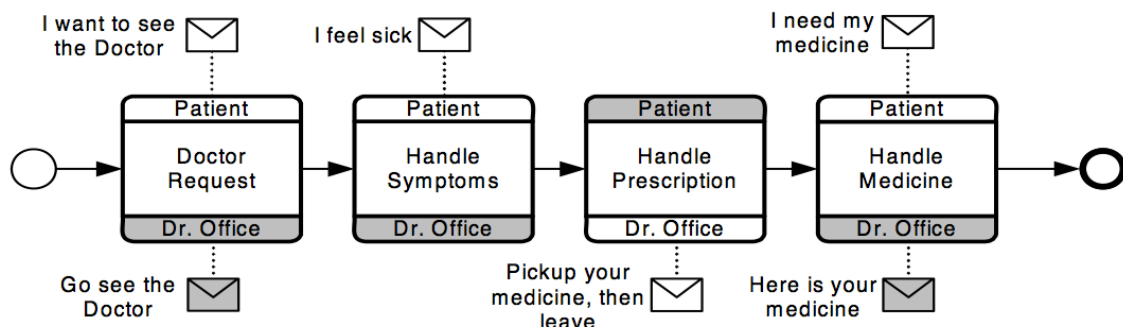 I want to see
the Doctor
I feel sick
I need my
medicine
Patient
Doctor
Request
Dr. Office
Patient
Handle
Symptoms
Dr. Office
Patient
Handle
Prescription
Dr. Office
Patient
Handle
Medicine
Dr. Office
Go see the
Doctor
Pickup your
medicine, then
leave
Here is your
medicine